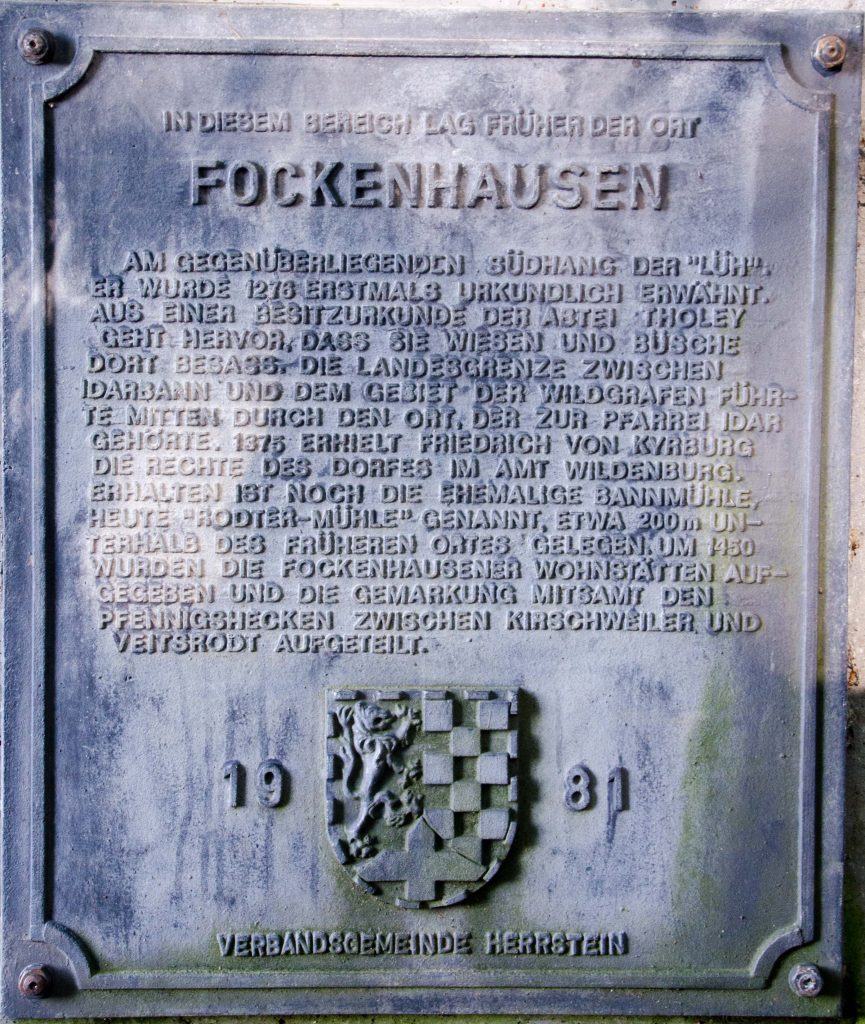 IN DIESEM BEREICH LAG FRÜHER DER ORT
FOCKENHAUSEN
AM GEGENÜBERLIEGENDEN SÜDHANG DER "LÜH".
ER WURDE 1276 ERSTMALS URKUNDLICH ERWÄHNT.
AUS EINER BESITZURKUNDE DER ABTEI THOLEY
GEHT HERVOR, DASS SIE WIESEN UND BÜSCHE
DORT BESASS. DIE LANDESGRENZE ZWISCHEN
IDARBANN UND DEM GEBIET DER WILDGRAFEN FÜHR-
TE MITTEN DURCH DEN ORT, DER ZUR PFARREI IDAR
GEHÖRTE. 1375 ERHIELT FRIEDRICH VON KYRBURG
DIE RECHTE DES DORFES IM AMT WILDENBURG.
ERHALTEN IST NOCH DIE EHEMALIGE BANNMÜHLE,
HEUTE "RODTER-MÜHLE" GENANNT, ETWA 200m UN-
TERHALB DES FRÜHEREN ORTES GELEGEN. UM 1450
WURDEN DIE FOCKENHAUSENER WOHNSTÄTTEN AUF-
GEGEBEN UND DIE GEMARKUNG MITSAMT DEN
PFENNIGSHECKEN ZWISCHEN KIRSCHWEILER UND
VEITSRODT AUFGETEILT.
19 81
VERBANDSGEMEINDE HERRSTEIN